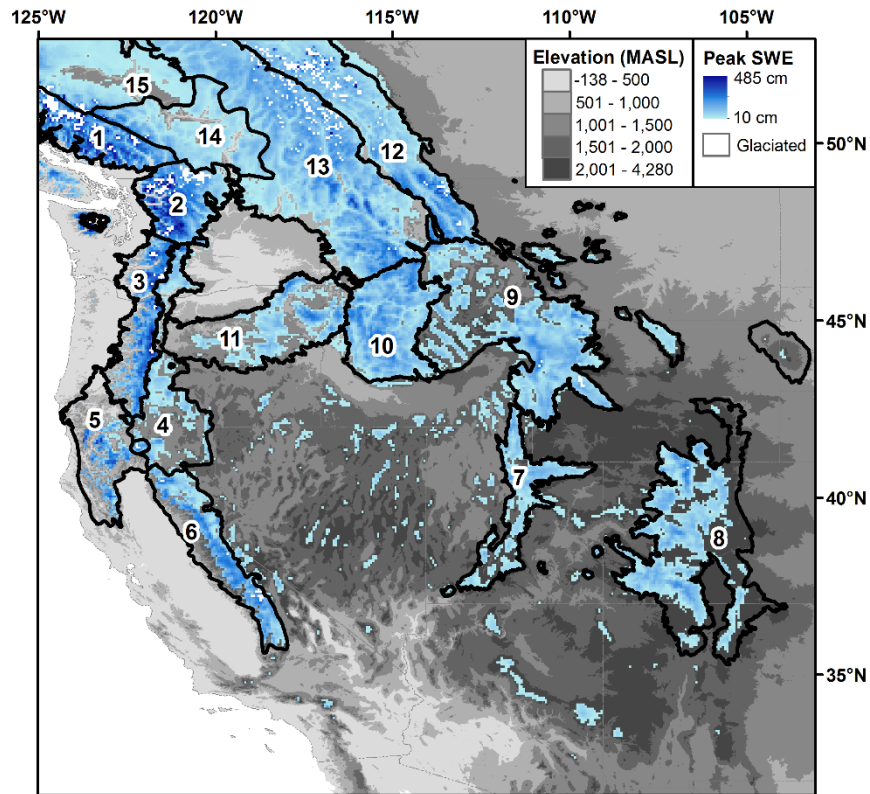 125°W 120°W 115°W 110°W 105°W
Elevation (MASL)
-138 - 500
501 - 1,000
1,001 - 1,500
1,501 - 2,000
2,001 - 4,280
Peak SWE
485 cm
10 cm
Glaciated
15
1
14
50°N
12
13
2
3
9
45°N
11
10
5
4
7
40°N
6
8
35°N